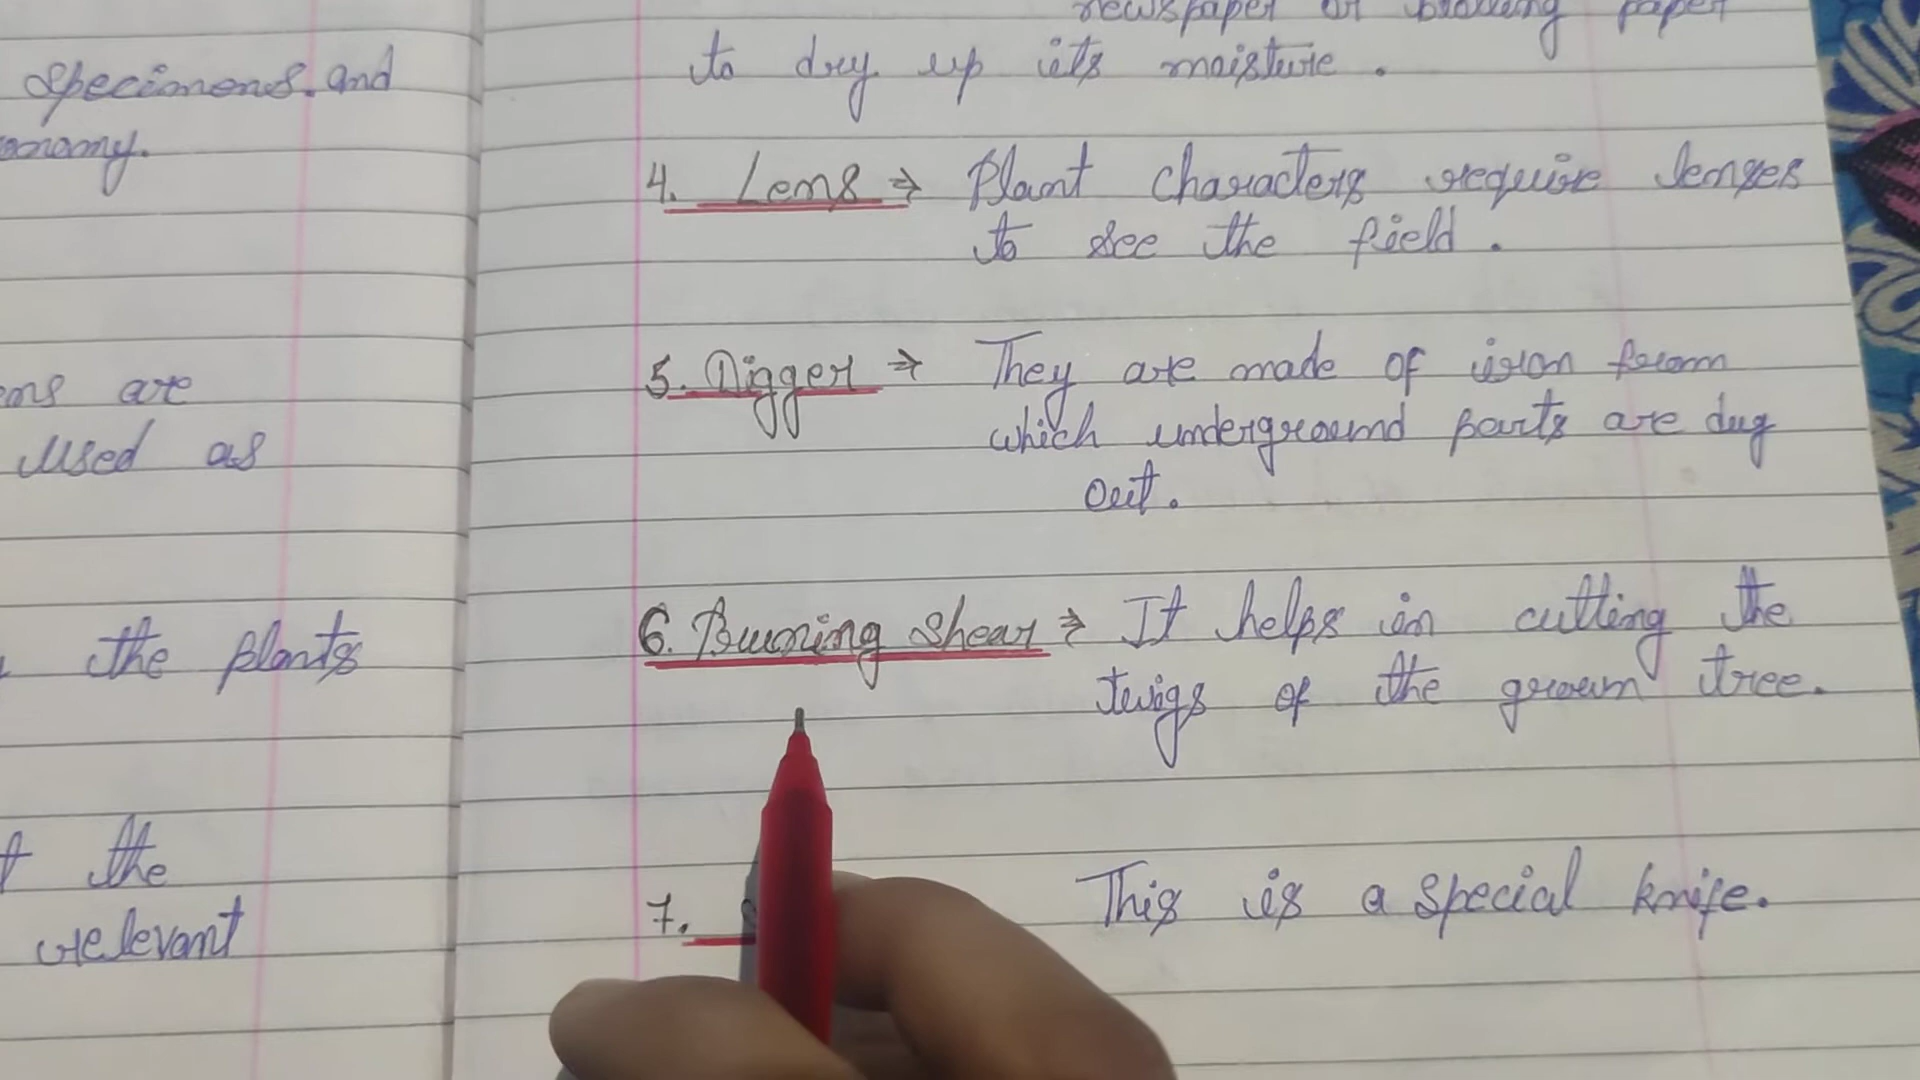 specimens and
onomy.
ens are
used as
the plants
t the
relevant
newspaper or blotting paper
to dry up its moisture.
4. Lens ⇒ Plant characters require lenses
to see the field.
5. Digger ⇒ They are made of iron from
which underground parts are dug
out.
6. Burning shear ⇒ It helps in cutting the
twigs of the grown tree.
7. This is a special knife.